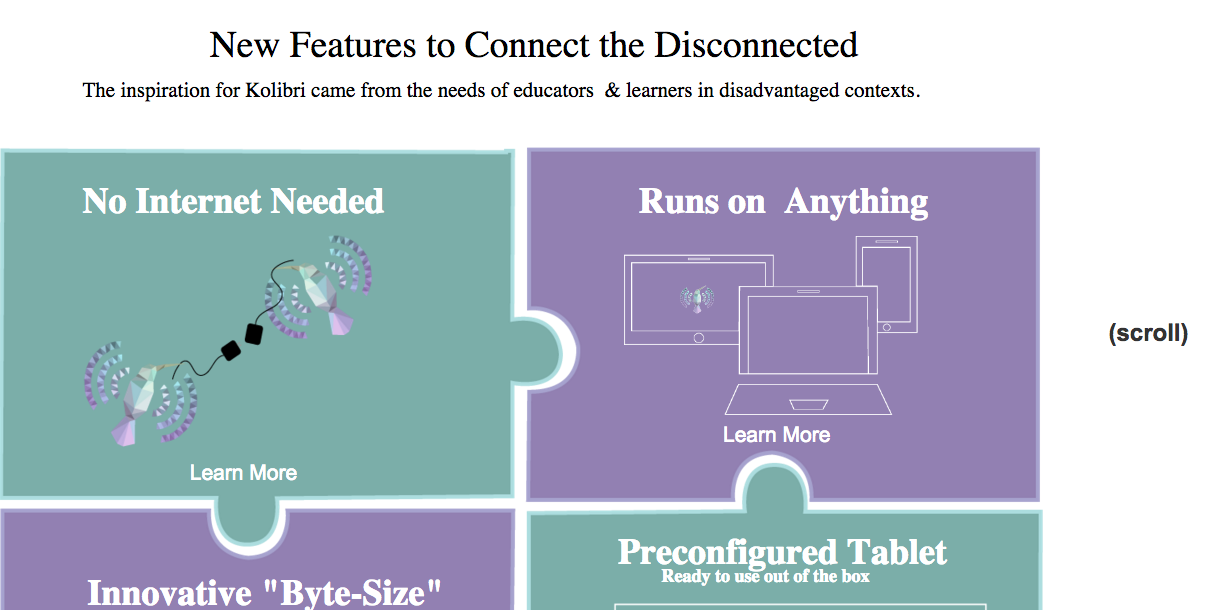 New Features to Connect the Disconnected
The inspiration for Kolibri came from the needs of educators  & learners in disadvantaged contexts.
No Internet Needed
Learn More
Runs on  Anything
Learn More
(scroll)
Innovative "Byte-Size"
Preconfigured Tablet
Ready to use out of the box